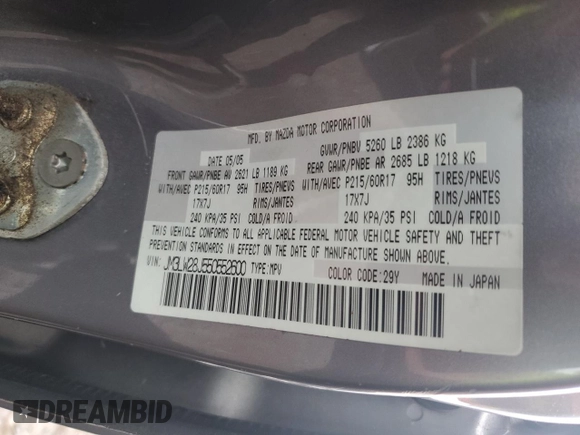 MFD. BY MAZDA MOTOR CORPORATION
DATE 05/05 GVWR/PNBV 5260 LB 2386 KG
FRONT GAWR/PNBE AV 2621 LB 1189 KG REAR GAWR/PNBE AR 2685 LB 1218 KG
WITH/AVEC P215/60R17 95H TIRES/PNEUS WITH/AVEC P215/60R17 95H TIRES/PNEVS
17X7J RIMS/JANTES 17X7J RIMS/JANTES
240 KPA/35 PSI COLD/A FROID 240 KPA/35 PSI COLD/A FROID
THIS VEHICLE CONFORMS TO ALL APPLICABLE FEDERAL MOTOR VEHICLE SAFETY AND THEFT
PREVENTION STANDARDS IN EFFECT ON THE DATE OF MANUFACTURE SHOWN ABOVE.
VIN: JM3LW28J550552500 TYPE:MPV COLOR CODE:29Y MADE IN JAPAN
DREAMBID